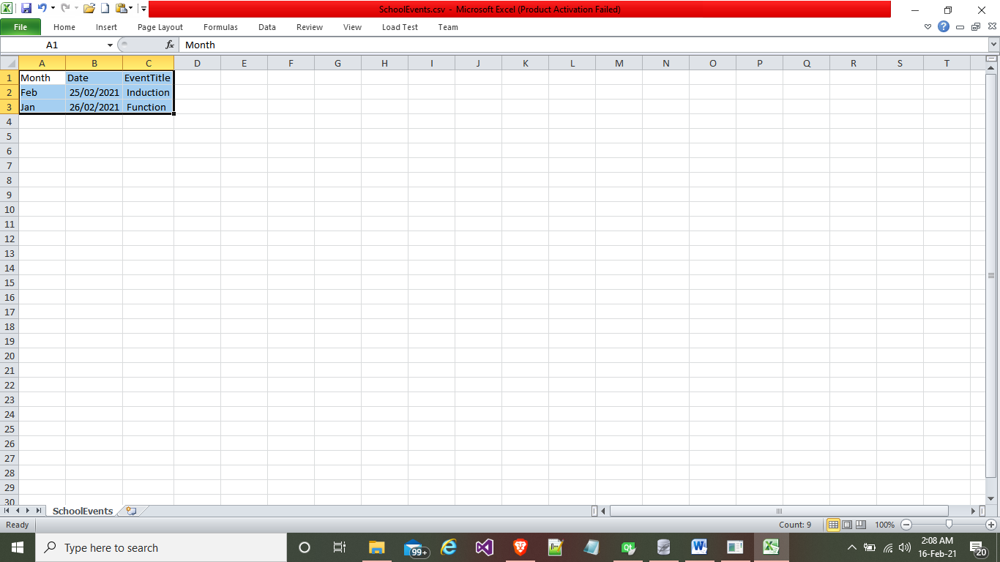 SchoolEvents.csv - Microsoft Excel (Product Activation Failed)
File Home Insert Page Layout Formulas Data Review View Load Test Team
A1 fx Month
A B C D E F G H I J K L M N O P Q R S T
1 Month Date EventTitle
2 Feb 25/02/2021 Induction
3 Jan 26/02/2021 Function
4
5
6
7
8
9
10
11
12
13
14
15
16
17
18
19
20
21
22
23
24
25
26
27
28
29
30
SchoolEvents
Ready Count: 9 100%
Type here to search 99+ 2:08 AM
16-Feb-21 20